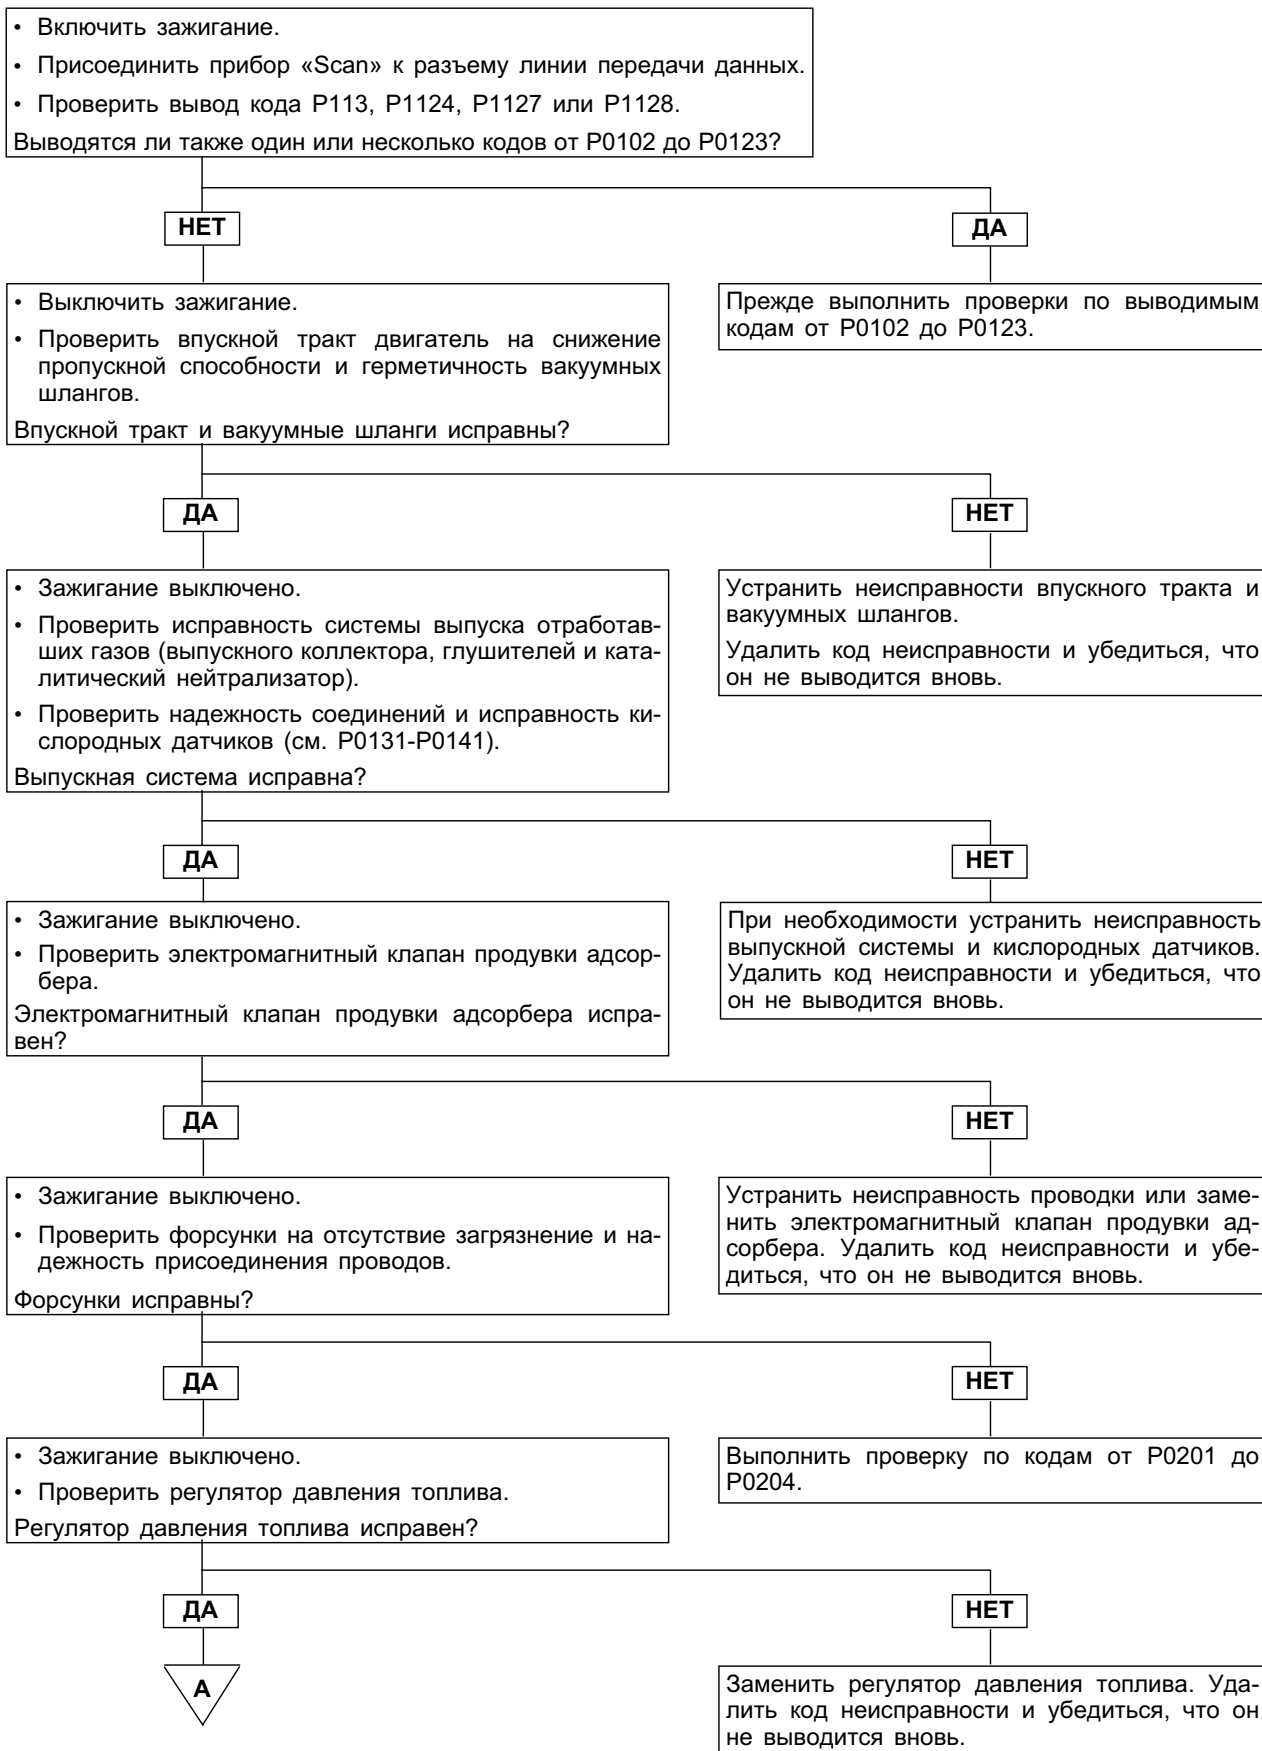 • Включить зажигание.
• Присоединить прибор «Scan» к разъему линии передачи данных.
• Проверить вывод кода P113, P1124, P1127 или P1128.
Выводятся ли также один или несколько кодов от P0102 до P0123?
НЕТ
ДА
• Выключить зажигание.
• Проверить впускной тракт двигатель на снижение
пропускной способности и герметичность вакуумных
шлангов.
Впускной тракт и вакуумные шланги исправны?
Прежде выполнить проверки по выводимым
кодам от P0102 до P0123.
ДА
НЕТ
• Зажигание выключено.
• Проверить исправность системы выпуска отработав-
ших газов (выпускного коллектора, глушителей и ката-
литический нейтрализатор).
• Проверить надежность соединений и исправность ки-
слородных датчиков (см. P0131-P0141).
Выпускная система исправна?
Устранить неисправности впускного тракта и
вакуумных шлангов.
Удалить код неисправности и убедиться, что
он не выводится вновь.
ДА
НЕТ
• Зажигание выключено.
• Проверить электромагнитный клапан продувки адсор-
бера.
Электромагнитный клапан продувки адсорбера испра-
вен?
При необходимости устранить неисправность
выпускной системы и кислородных датчиков.
Удалить код неисправности и убедиться, что
он не выводится вновь.
ДА
НЕТ
• Зажигание выключено.
• Проверить форсунки на отсутствие загрязнение и на-
дежность присоединения проводов.
Форсунки исправны?
Устранить неисправность проводки или заме-
нить электромагнитный клапан продувки ад-
сорбера. Удалить код неисправности и убе-
диться, что он не выводится вновь.
ДА
НЕТ
• Зажигание выключено.
• Проверить регулятор давления топлива.
Регулятор давления топлива исправен?
Выполнить проверку по кодам от P0201 до
P0204.
ДА
НЕТ
А
Заменить регулятор давления топлива. Уда-
лить код неисправности и убедиться, что он
не выводится вновь.